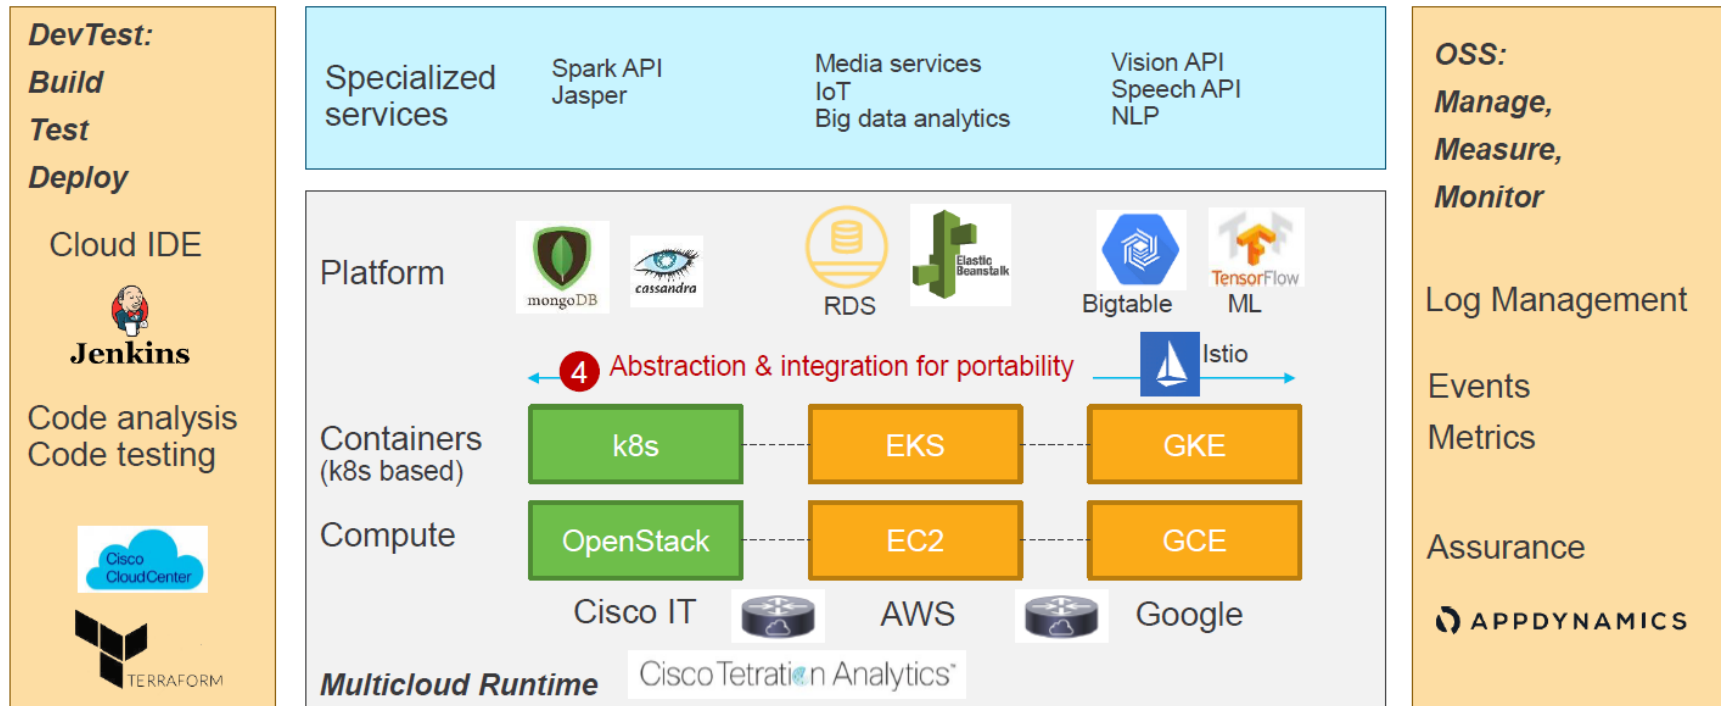 DevTest:
Build
Test
Deploy
Cloud IDE
Jenkins
Code analysis
Code testing
Cisco
CloudCenter
TERRAFORM
Specialized
services
Spark API
Jasper
Media services
IoT
Big data analytics
Vision API
Speech API
NLP
Platform
mongoDB
cassandra
RDS
Elastic
Beanstalk
Bigtable
TensorFlow
ML
4 Abstraction & integration for portability
Istio
Containers
(k8s based)
k8s
EKS
GKE
Compute
OpenStack
EC2
GCE
Cisco IT
AWS
Google
Multicloud Runtime
Cisco Tetration Analytics™
OSS:
Manage,
Measure,
Monitor
Log Management
Events
Metrics
Assurance
APPDYNAMICS